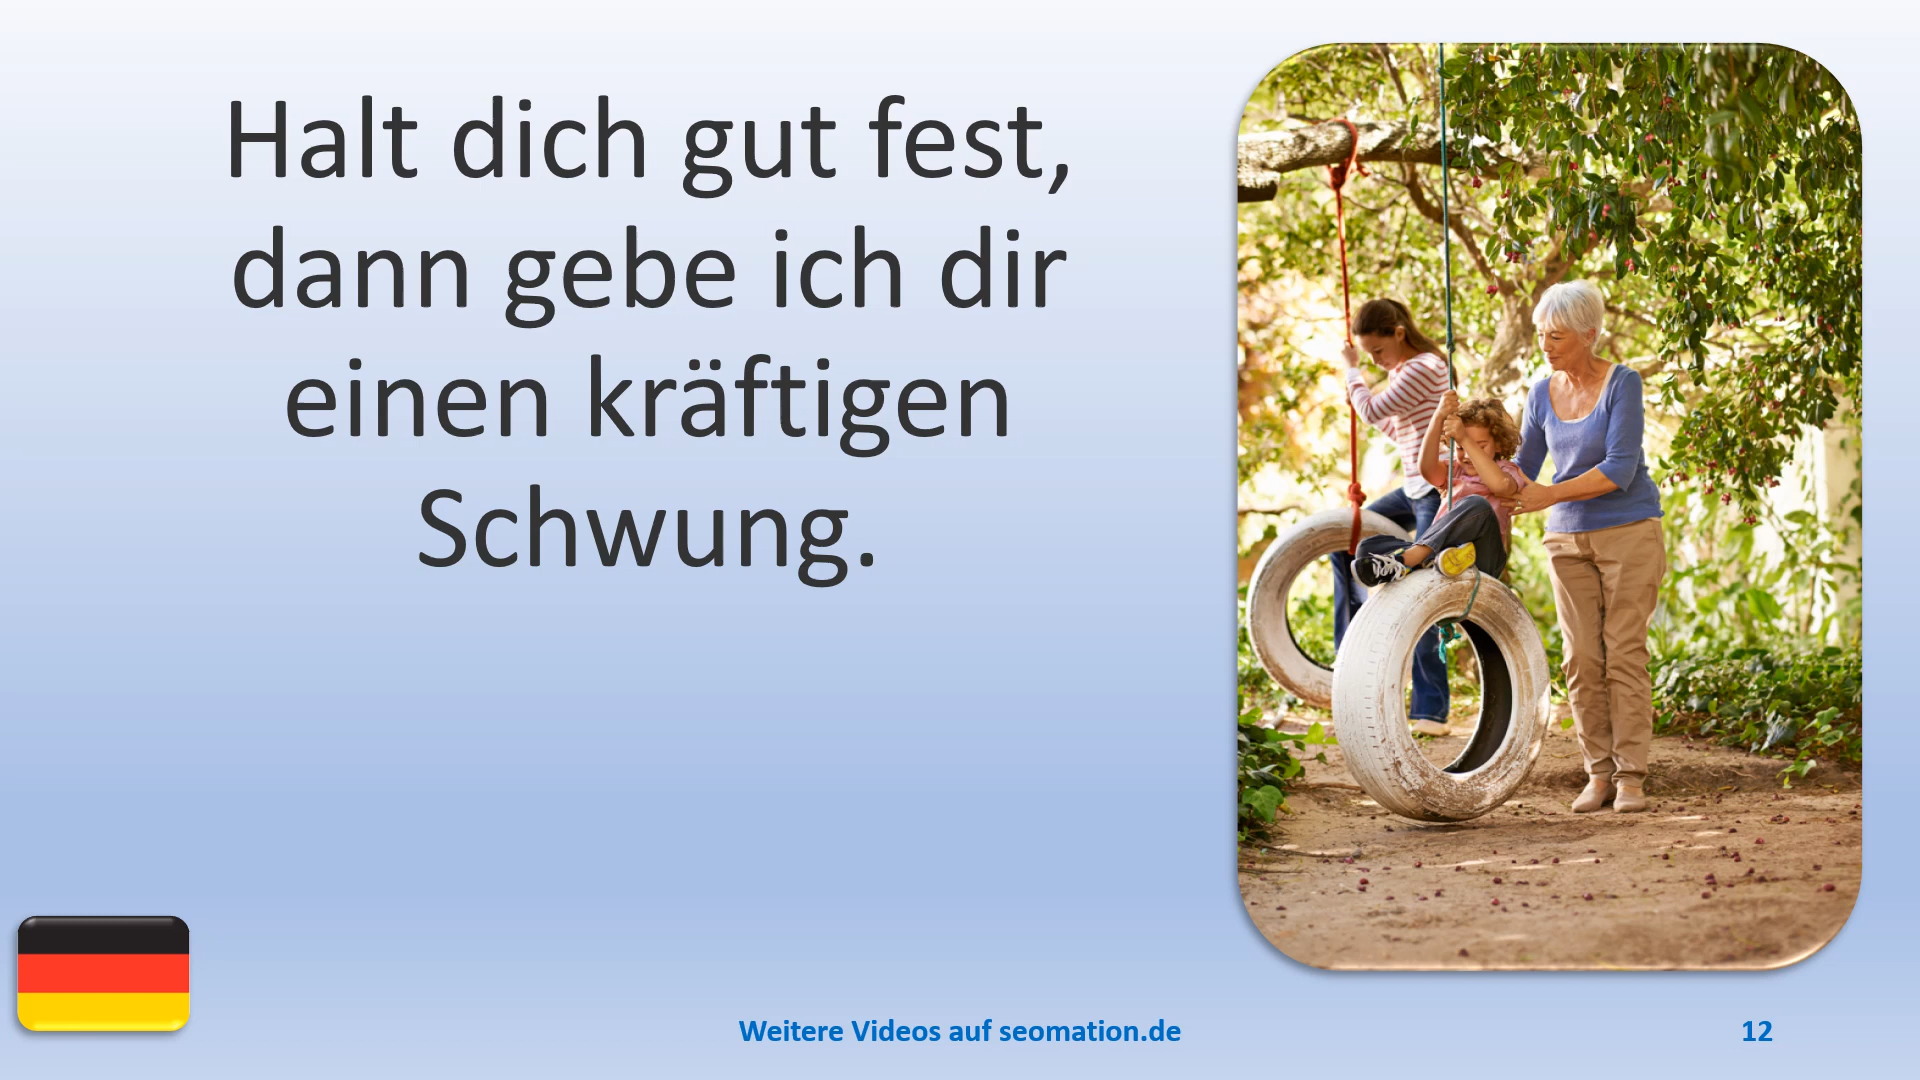 Halt dich gut fest,
dann gebe ich dir
einen kräftigen
Schwung.
Weitere Videos auf seomation.de
12